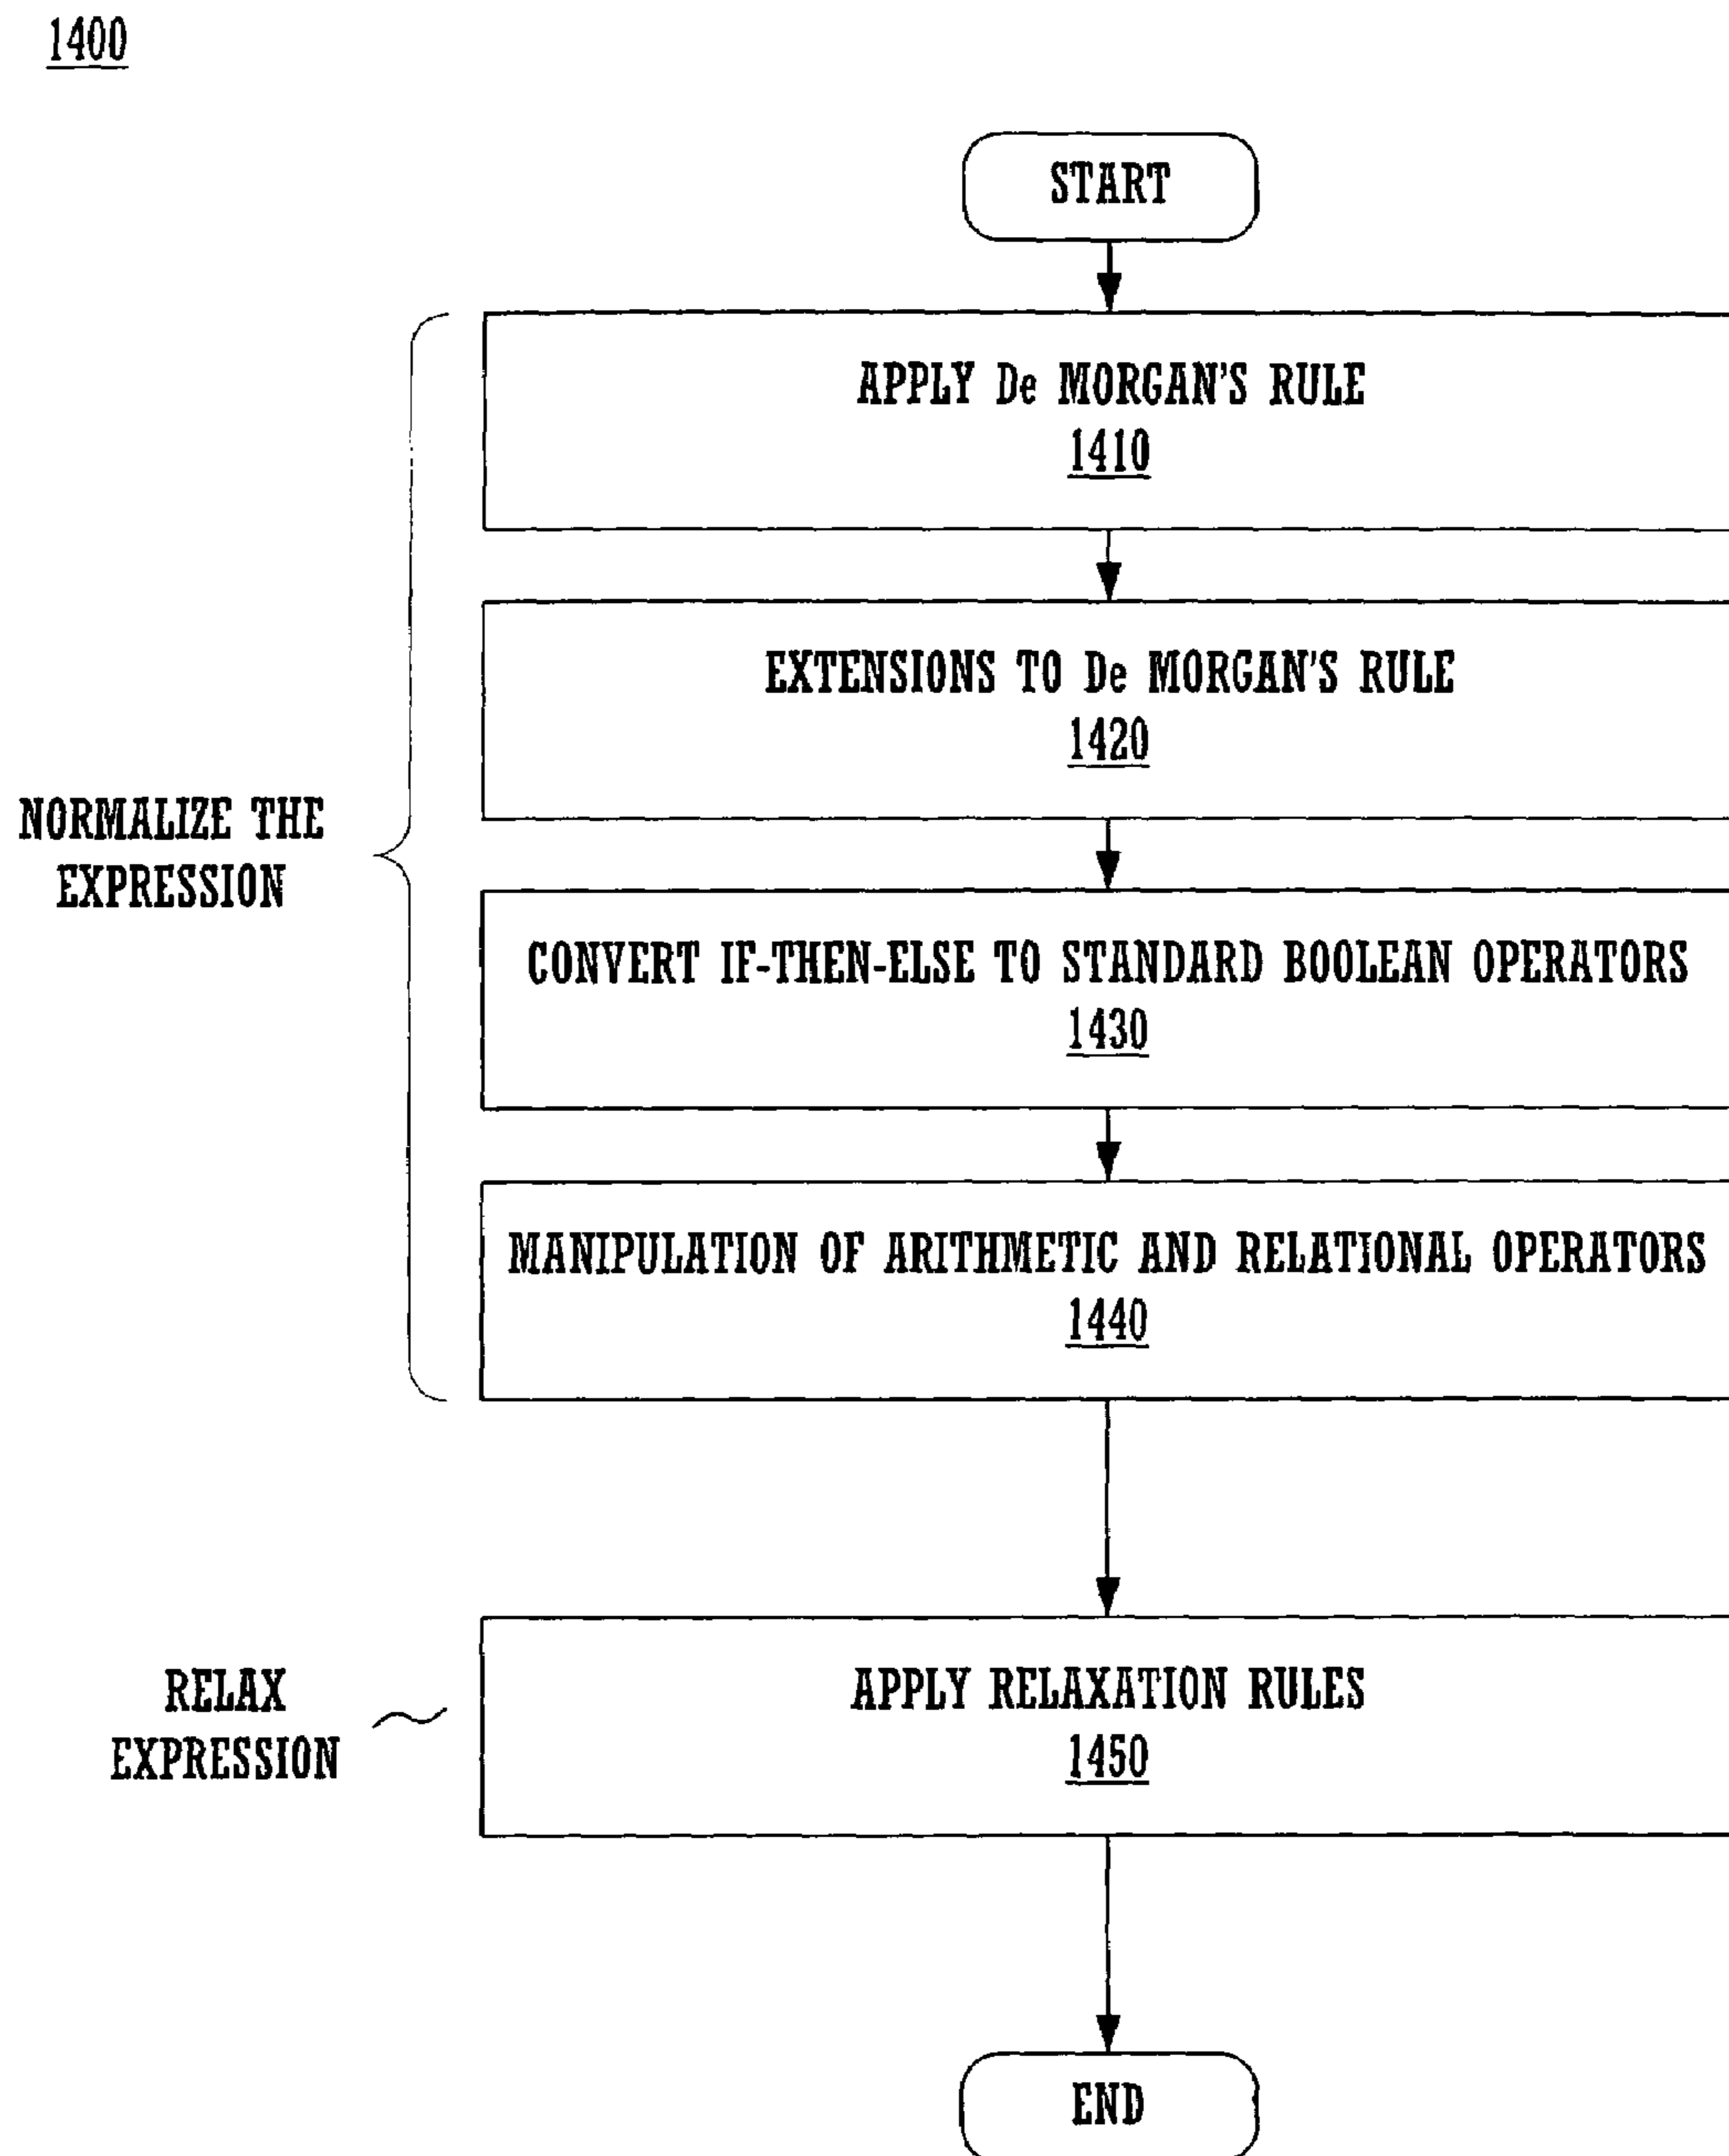 1400
START
APPLY De MORGAN'S RULE
1410
EXTENSIONS TO De MORGAN'S RULE
1420
NORMALIZE THE
EXPRESSION
CONVERT IF-THEN-ELSE TO STANDARD BOOLEAN OPERATORS
1430
MANIPULATION OF ARITHMETIC AND RELATIONAL OPERATORS
1440
RELAX
EXPRESSION
APPLY RELAXATION RULES
1450
END